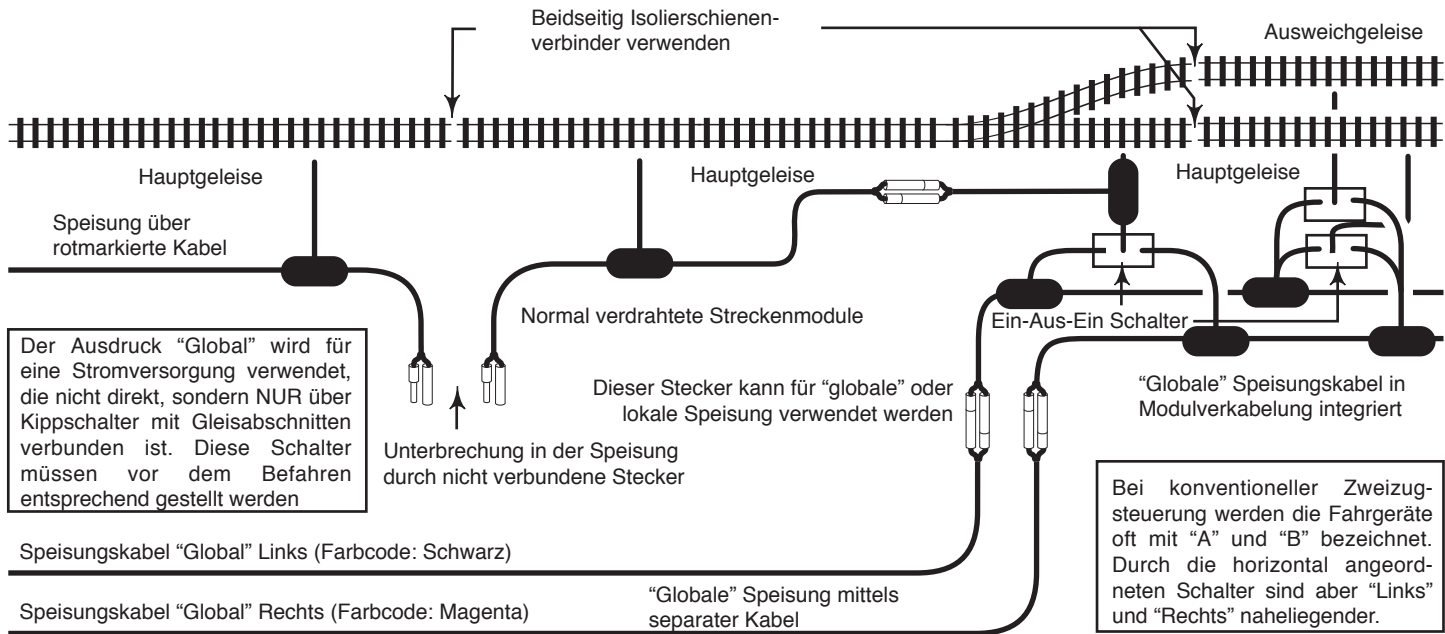 Beidseitig Isolierschienen-
verbinder verwenden
Ausweichgeleise
Hauptgeleise
Hauptgeleise
Hauptgeleise
Speisung über
rotmarkierte Kabel
Normal verdrahtete Streckenmodule
Ein-Aus-Ein Schalter
Der Ausdruck “Global” wird für
eine Stromversorgung verwendet,
die nicht direkt, sondern NUR über
Kippschalter mit Gleisabschnitten
verbunden ist. Diese Schalter
müssen vor dem Befahren
entsprechend gestellt werden
Unterbrechung in der Speisung
durch nicht verbundene Stecker
Dieser Stecker kann für “globale” oder
lokale Speisung verwendet werden
“Globale” Speisungskabel in
Modulverkabelung integriert
Bei konventioneller Zweizug-
steuerung werden die Fahrgeräte
oft mit “A” und “B” bezeichnet.
Durch die horizontal angeord-
neten Schalter sind aber “Links”
und “Rechts” naheliegender.
Speisungskabel “Global” Links (Farbcode: Schwarz)
Speisungskabel “Global” Rechts (Farbcode: Magenta)
“Globale” Speisung mittels
separater Kabel